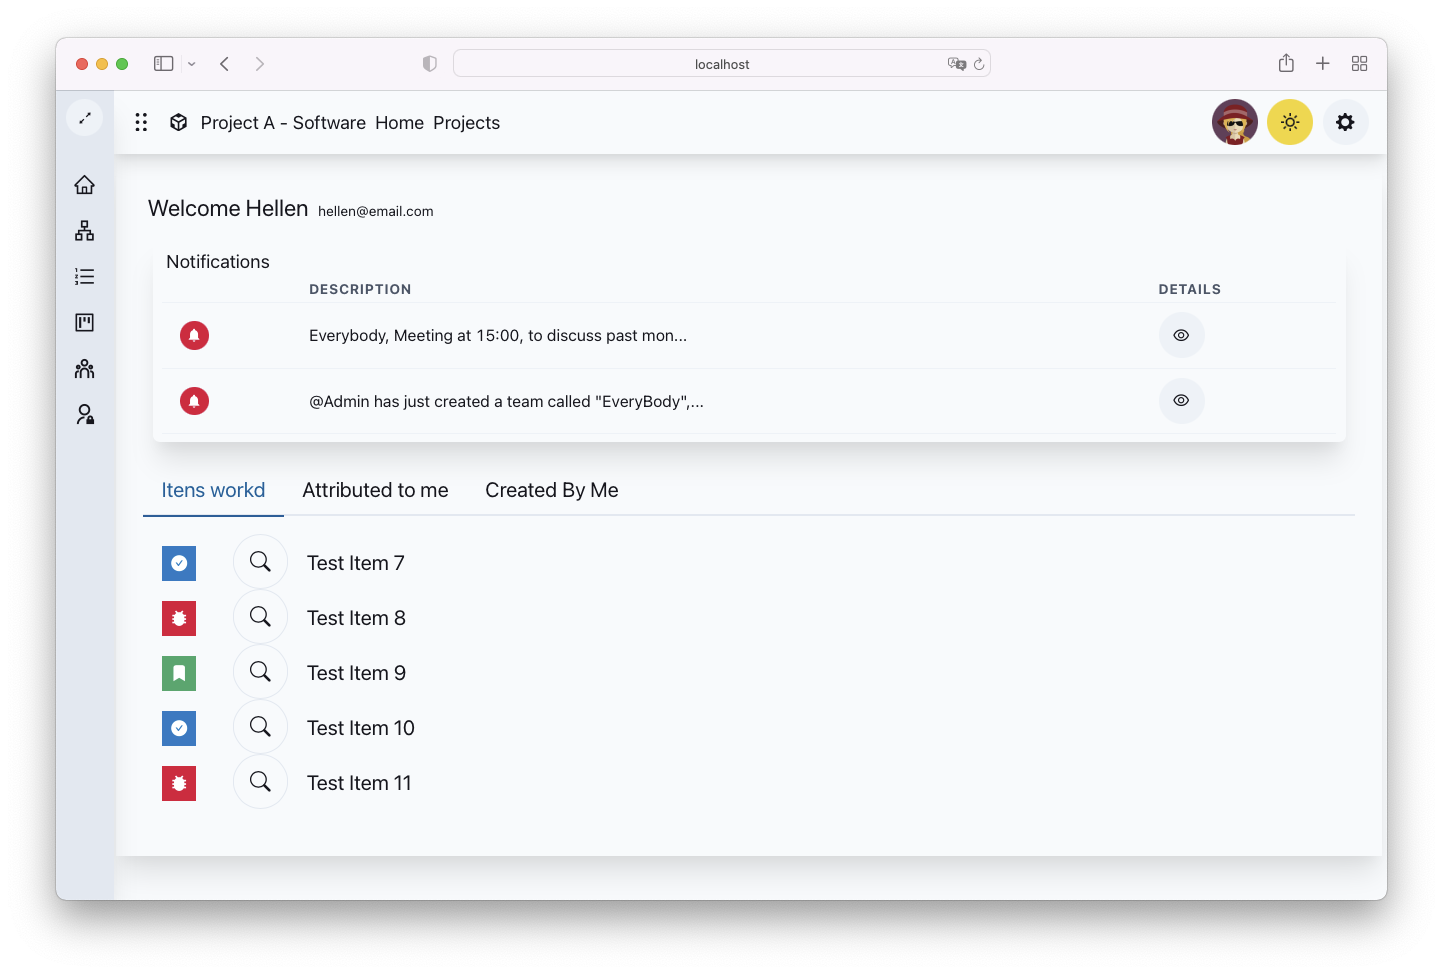 localhost
Project A - Software Home Projects
Welcome Hellen hellen@email.com
Notifications
DESCRIPTION DETAILS
Everybody, Meeting at 15:00, to discuss past mon...
@Admin has just created a team called "EveryBody",...
Itens workd Attributed to me Created By Me
Test Item 7
Test Item 8
Test Item 9
Test Item 10
Test Item 11